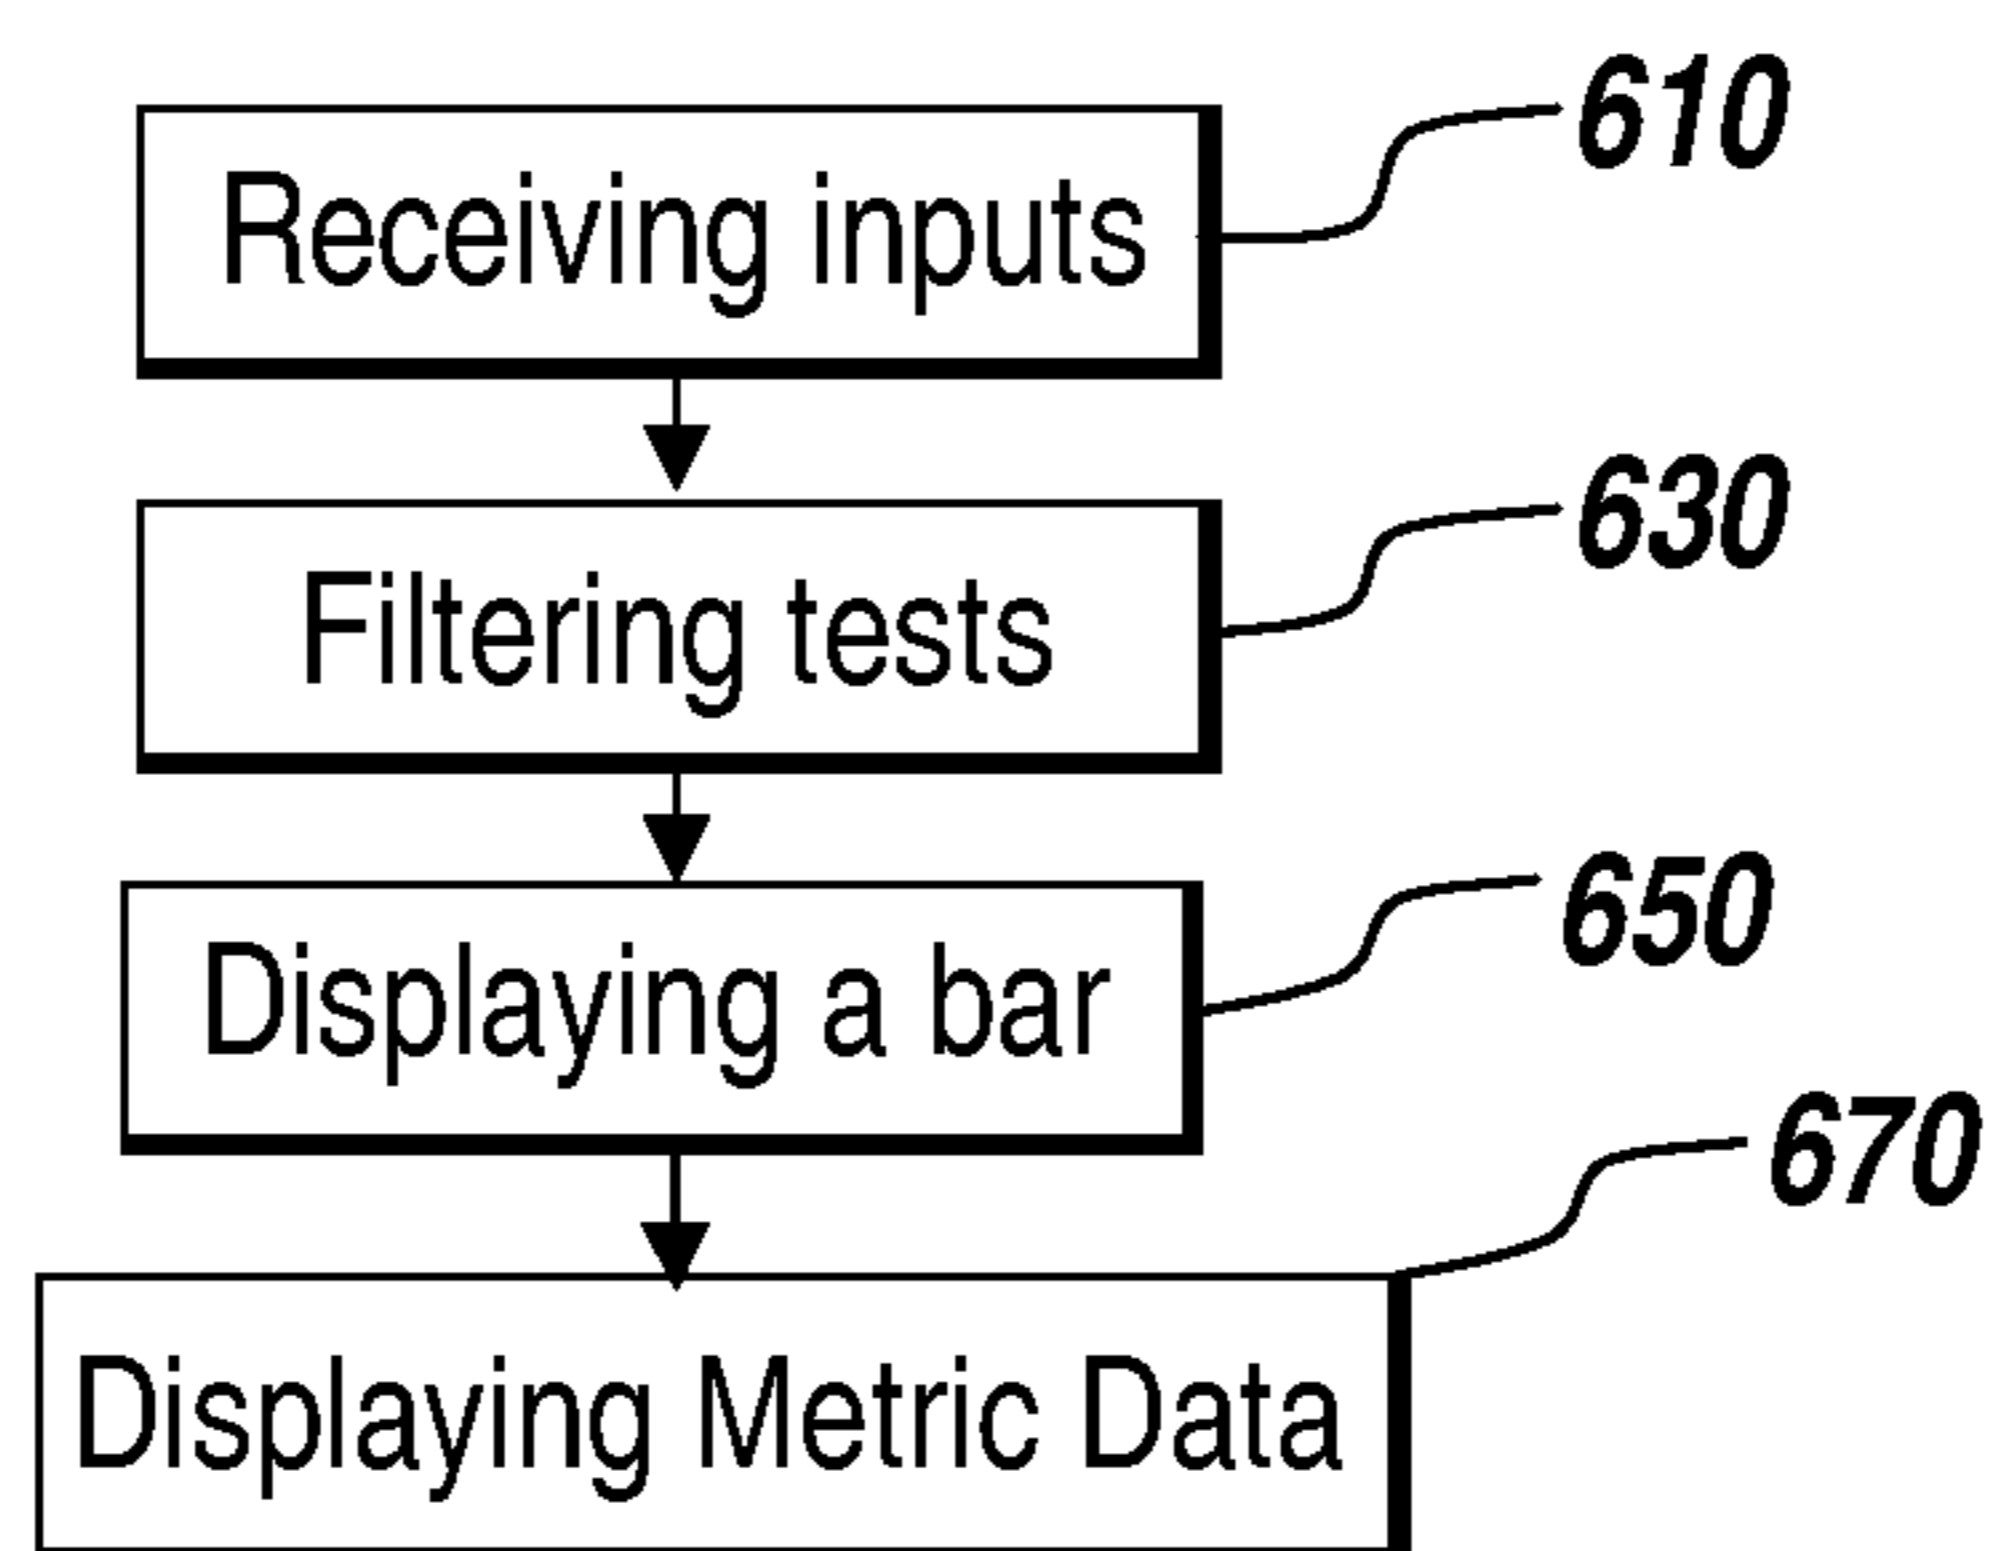 610
Receiving inputs
630
Filtering tests
650
Displaying a bar
670
Displaying Metric Data